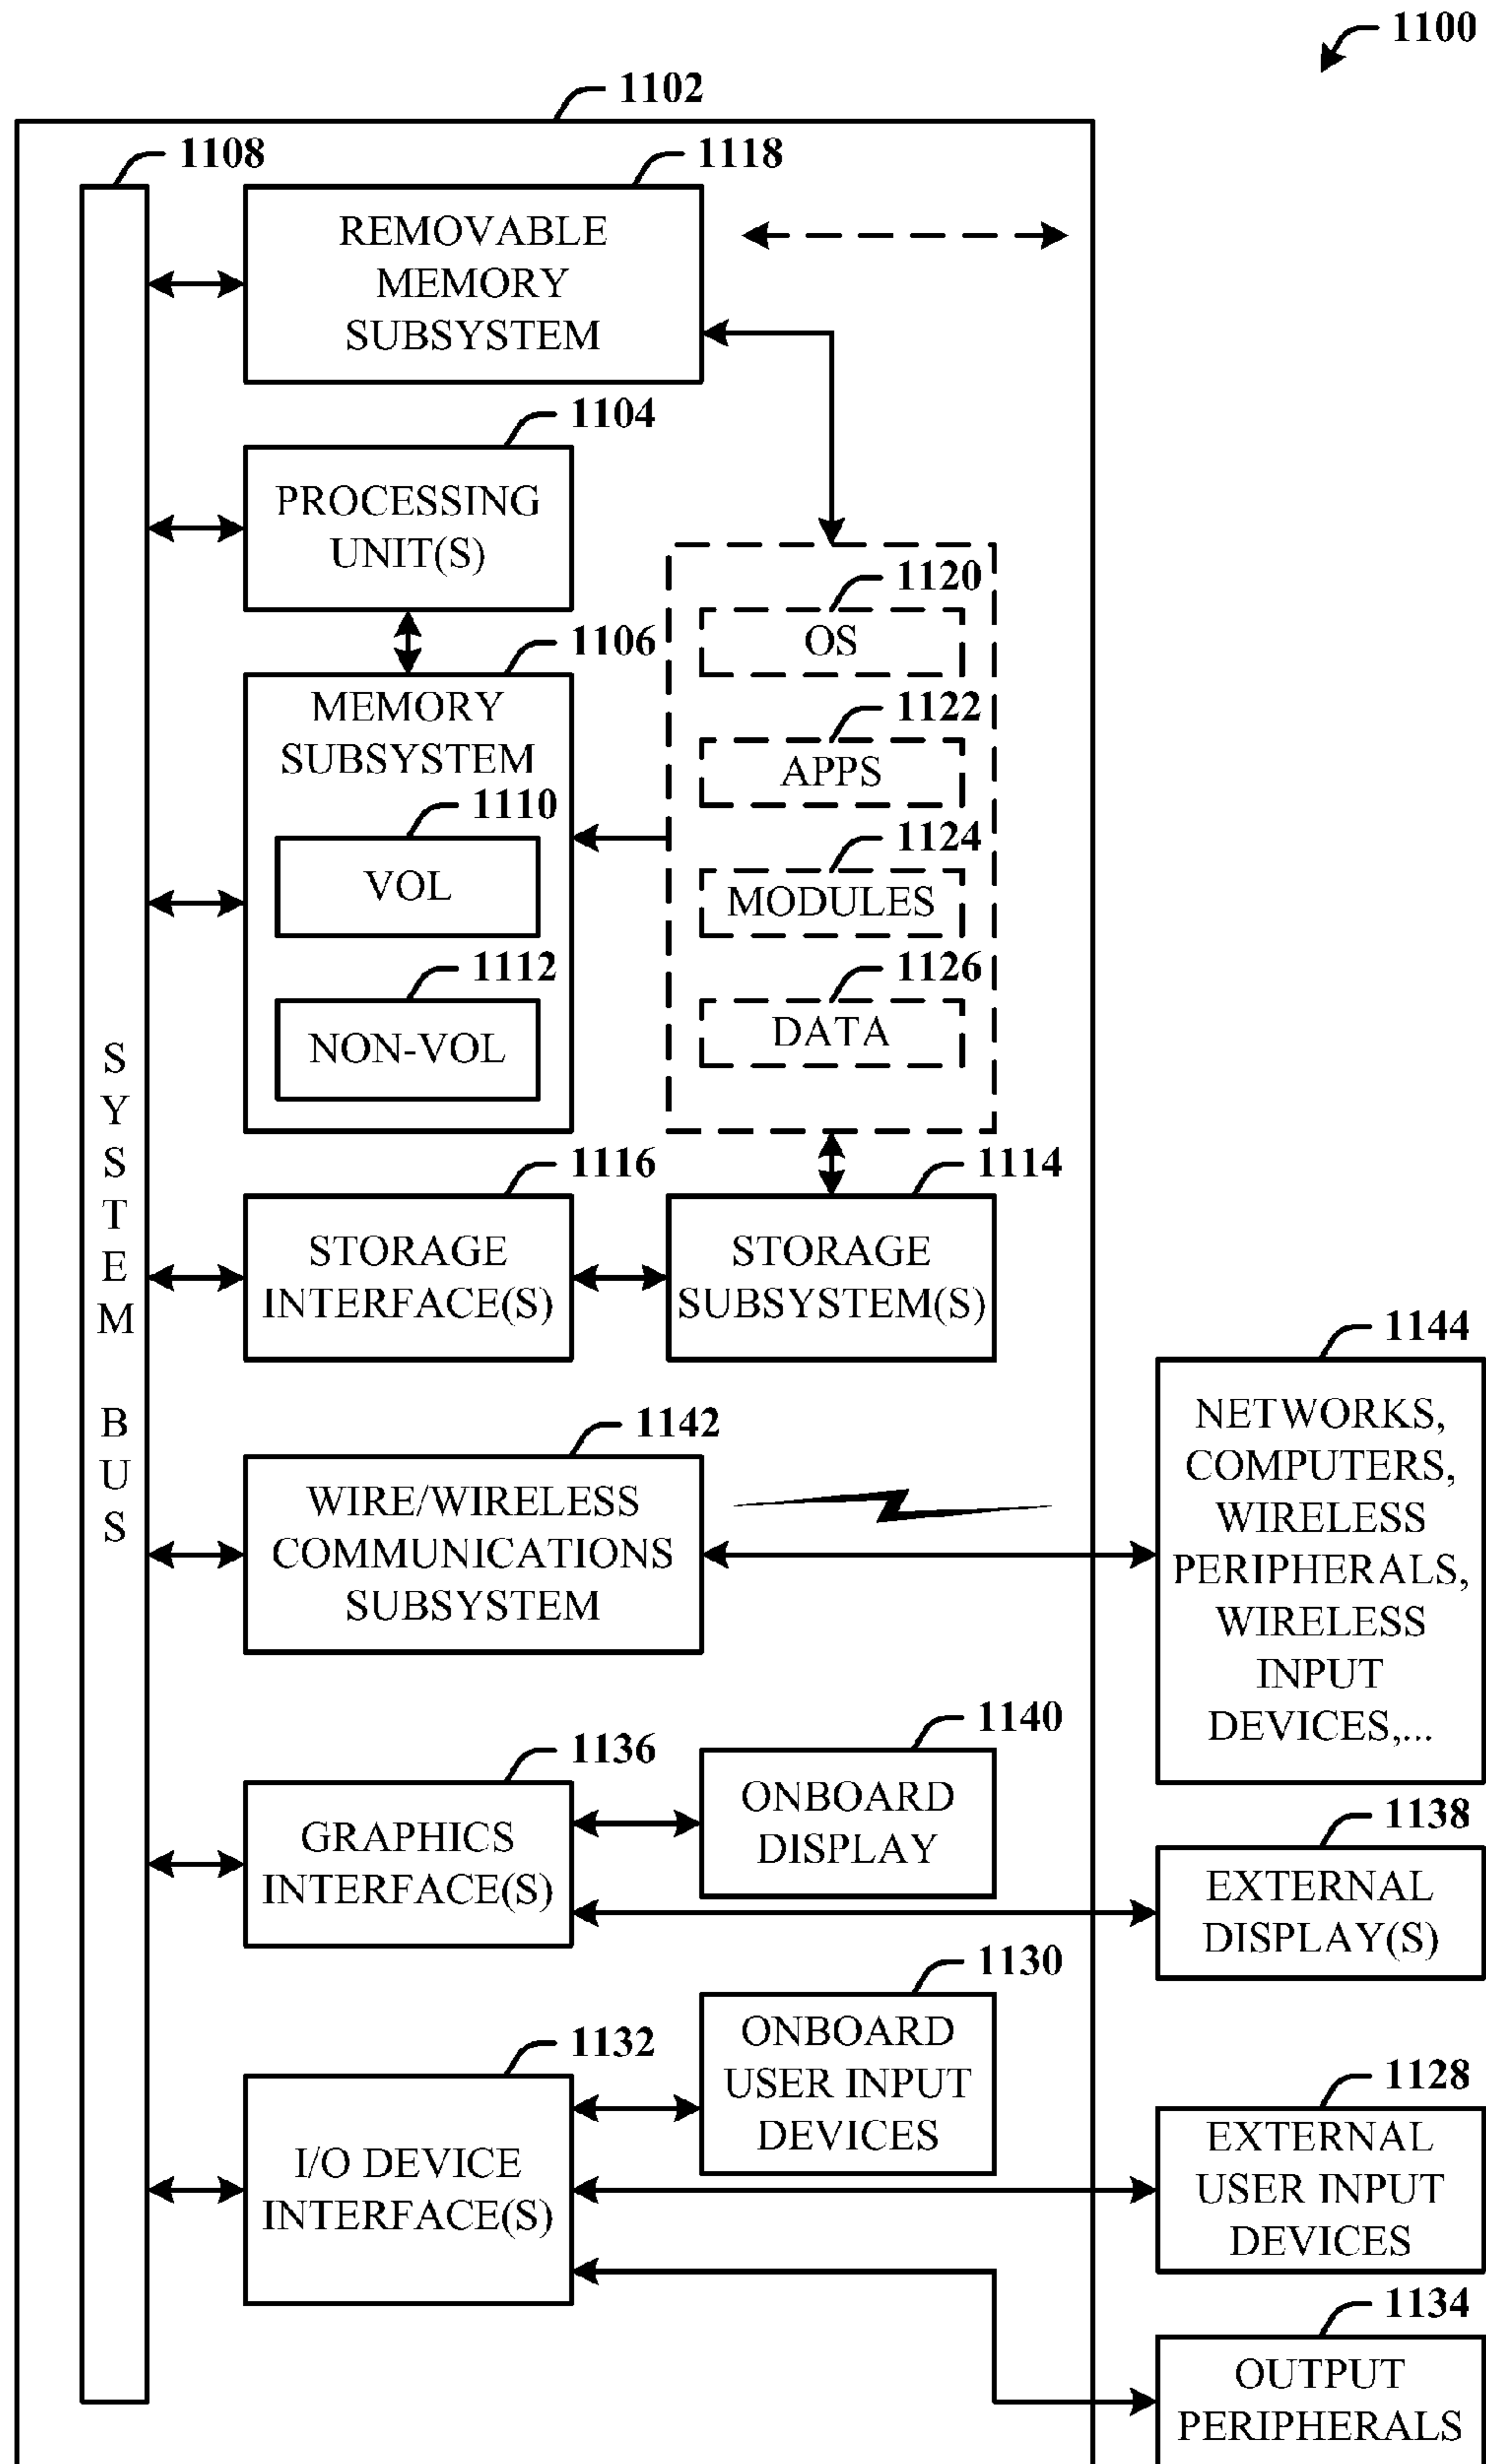 1100
1102
1108
1118
REMOVABLE
MEMORY
SUBSYSTEM
1104
PROCESSING
UNIT(S)
1120
OS
1106
MEMORY
SUBSYSTEM
1122
APPS
1110
VOL
1124
MODULES
1112
NON-VOL
1126
DATA
SYSTEM BUS
1116
STORAGE
INTERFACE(S)
1114
STORAGE
SUBSYSTEM(S)
1144
NETWORKS,
COMPUTERS,
WIRELESS
PERIPHERALS,
WIRELESS
INPUT
DEVICES,...
1142
WIRE/WIRELESS
COMMUNICATIONS
SUBSYSTEM
1140
ONBOARD
DISPLAY
1136
GRAPHICS
INTERFACE(S)
1138
EXTERNAL
DISPLAY(S)
1130
ONBOARD
USER INPUT
DEVICES
1132
I/O DEVICE
INTERFACE(S)
1128
EXTERNAL
USER INPUT
DEVICES
1134
OUTPUT
PERIPHERALS